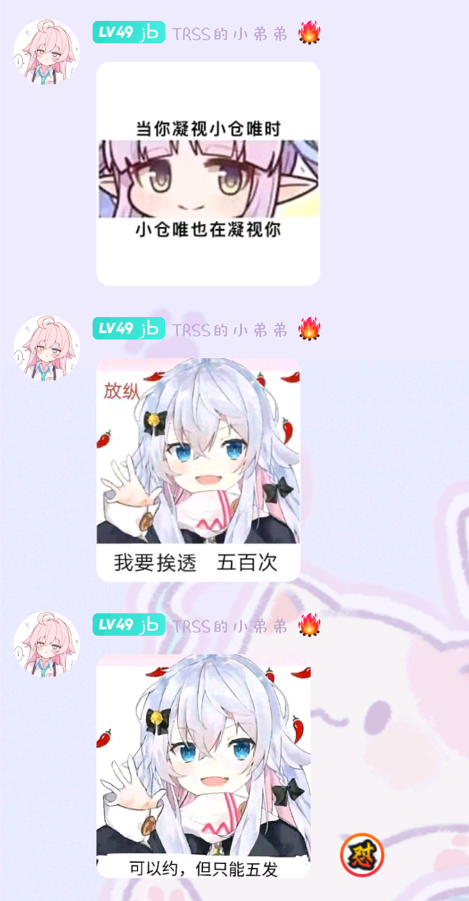 LV49 jb TRSS的小弟弟
当你凝视小仓唯时
小仓唯也在凝视你
LV49 jb TRSS的小弟弟
放纵
我要挨透 五百次
LV49 jb TRSS的小弟弟
可以约，但只能五发
怼